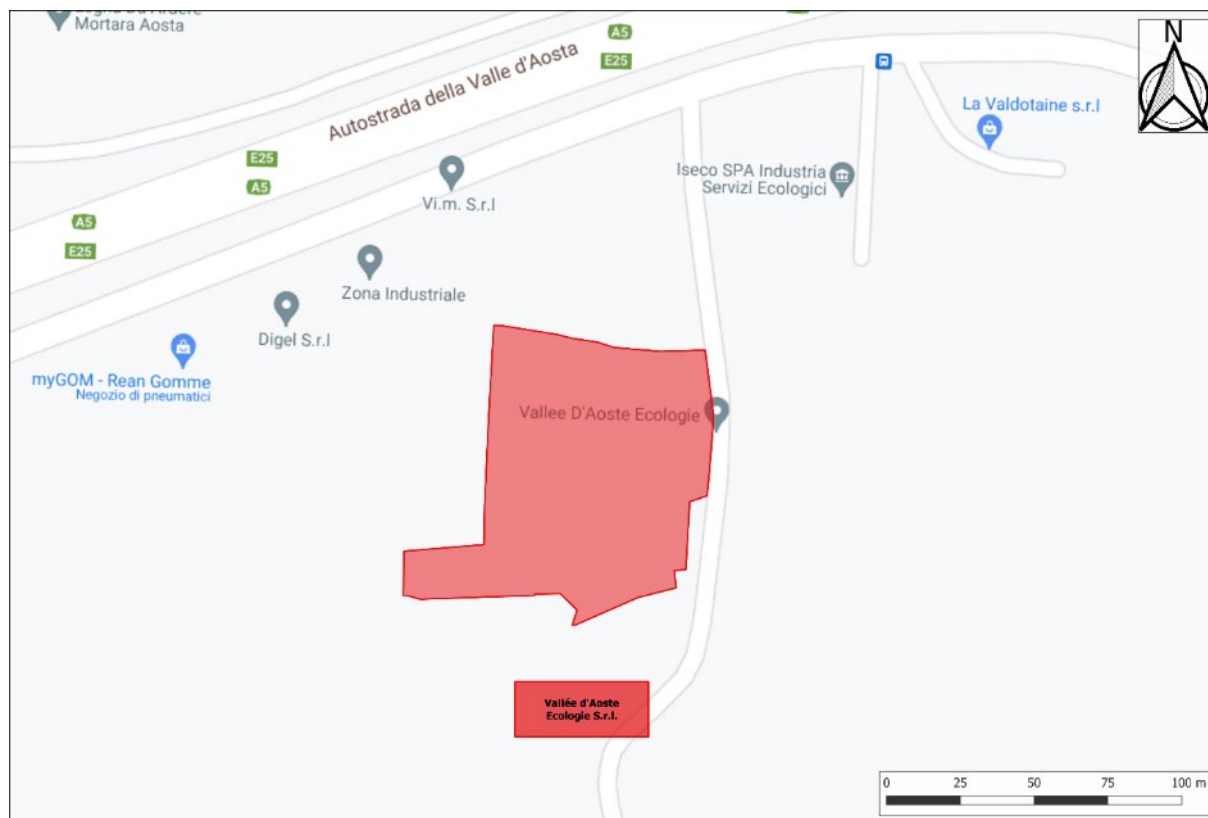 Mortara Aosta
A5
E25
N
Autostrada della Valle d'Aosta
La Valdotaine s.r.l
E25
A5
Iseco SPA Industria
Servizi Ecologici
Vi.m. S.r.l
A5
E25
Zona Industriale
Digel S.r.l
myGOM - Rean Gomme
Negozio di pneumatici
Vallee D'Aoste Ecologie
Vallée d'Aoste
Ecologie S.r.l.
0 25 50 75 100 m